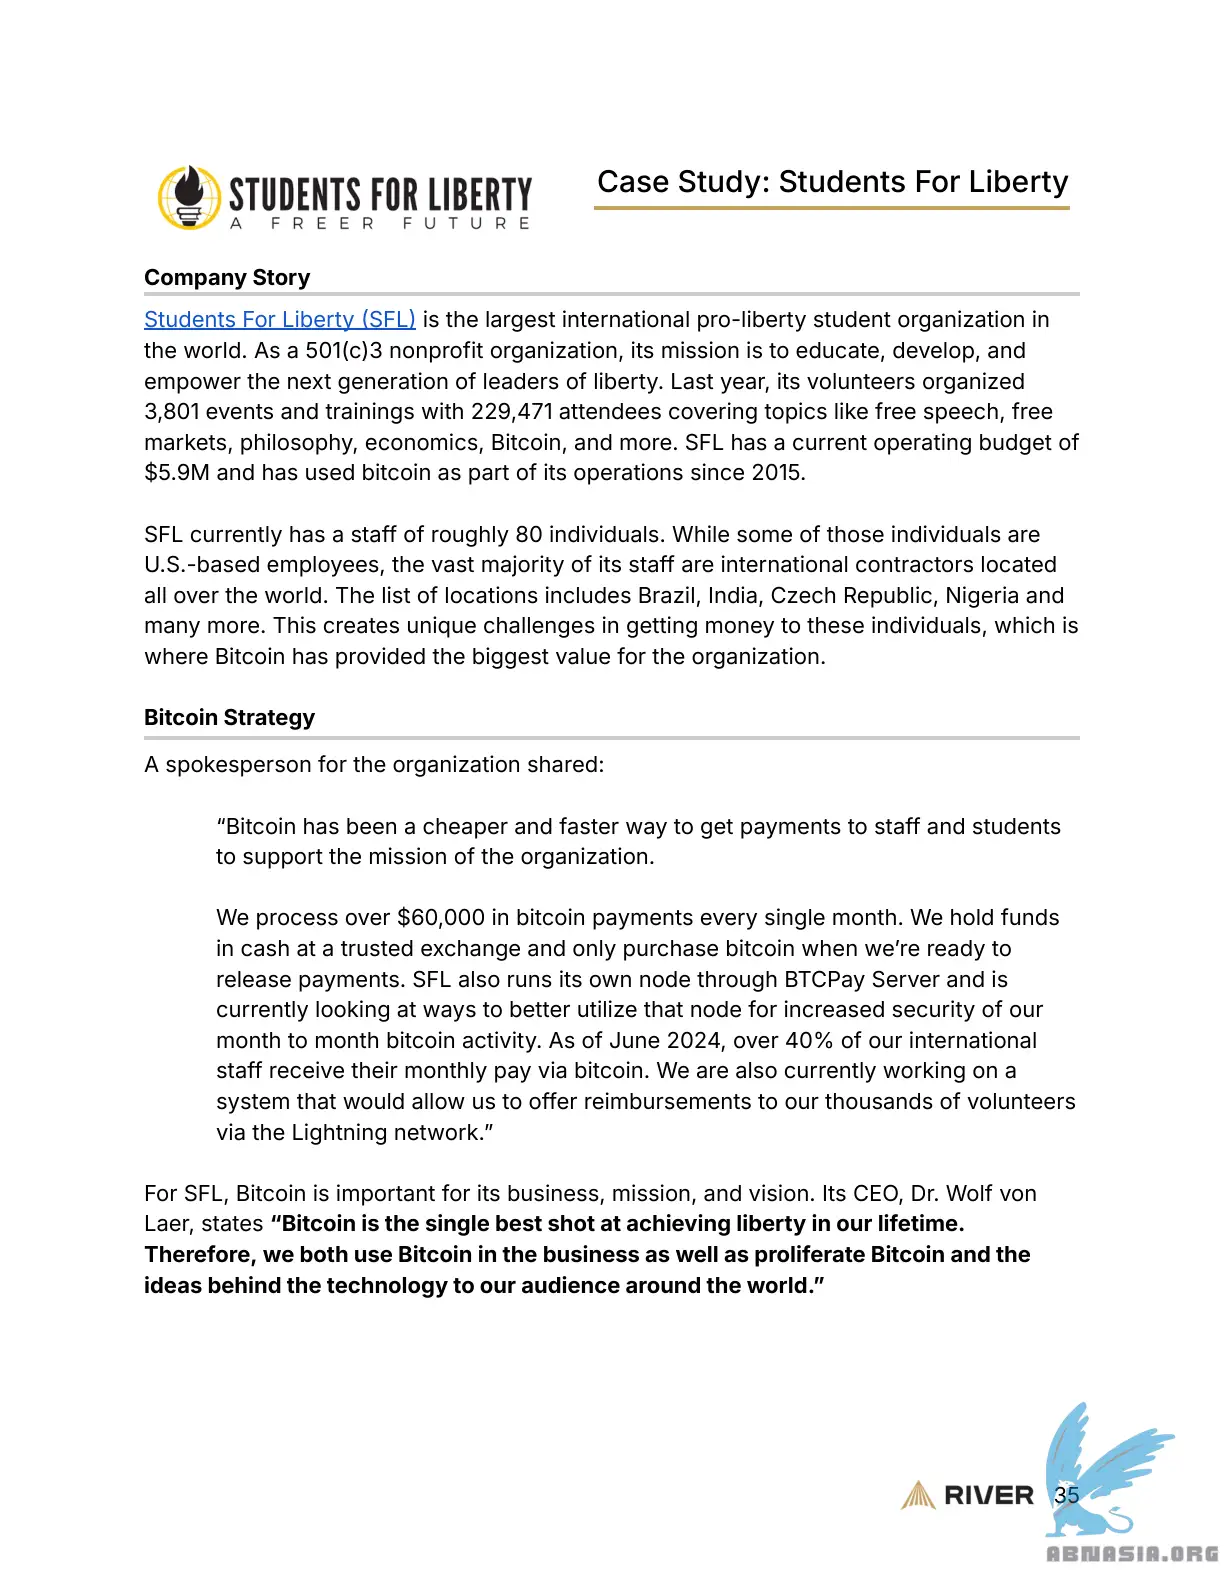 STUDENTS FOR LIBERTY
A FREER FUTURE
Case Study: Students For Liberty
Company Story
Students For Liberty (SFL) is the largest international pro-liberty student organization in
the world. As a 501(c)3 nonprofit organization, its mission is to educate, develop, and
empower the next generation of leaders of liberty. Last year, its volunteers organized
3,801 events and trainings with 229,471 attendees covering topics like free speech, free
markets, philosophy, economics, Bitcoin, and more. SFL has a current operating budget of
$5.9M and has used bitcoin as part of its operations since 2015.
SFL currently has a staff of roughly 80 individuals. While some of those individuals are
U.S.-based employees, the vast majority of its staff are international contractors located
all over the world. The list of locations includes Brazil, India, Czech Republic, Nigeria and
many more. This creates unique challenges in getting money to these individuals, which is
where Bitcoin has provided the biggest value for the organization.
Bitcoin Strategy
A spokesperson for the organization shared:
“Bitcoin has been a cheaper and faster way to get payments to staff and students
to support the mission of the organization.
We process over $60,000 in bitcoin payments every single month. We hold funds
in cash at a trusted exchange and only purchase bitcoin when we’re ready to
release payments. SFL also runs its own node through BTCPay Server and is
currently looking at ways to better utilize that node for increased security of our
month to month bitcoin activity. As of June 2024, over 40% of our international
staff receive their monthly pay via bitcoin. We are also currently working on a
system that would allow us to offer reimbursements to our thousands of volunteers
via the Lightning network.”
For SFL, Bitcoin is important for its business, mission, and vision. Its CEO, Dr. Wolf von
Laer, states “Bitcoin is the single best shot at achieving liberty in our lifetime.
Therefore, we both use Bitcoin in the business as well as proliferate Bitcoin and the
ideas behind the technology to our audience around the world.”
RIVER 35
ABNASIA.ORG